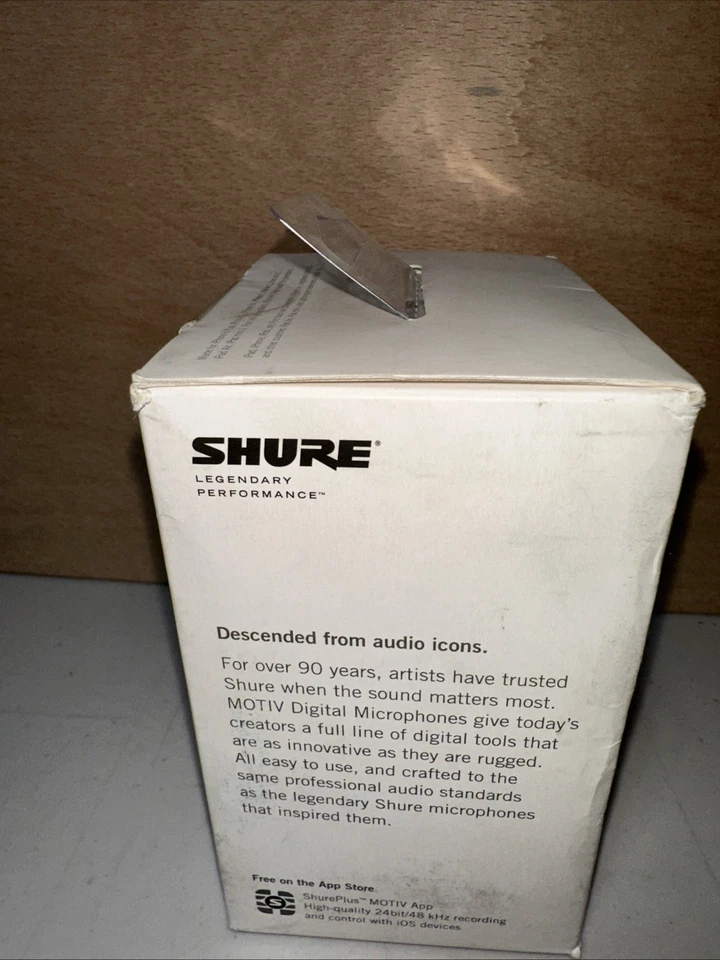 SHURE®
LEGENDARY
PERFORMANCE™
Descended from audio icons.
For over 90 years, artists have trusted
Shure when the sound matters most.
MOTIV Digital Microphones give today's
creators a full line of digital tools that
are as innovative as they are rugged.
All easy to use, and crafted to the
same professional audio standards
as the legendary Shure microphones
that inspired them.
Free on the App Store.
ShurePlus™ MOTIV App
High-quality 24bit/48 kHz recording
and control with iOS devices